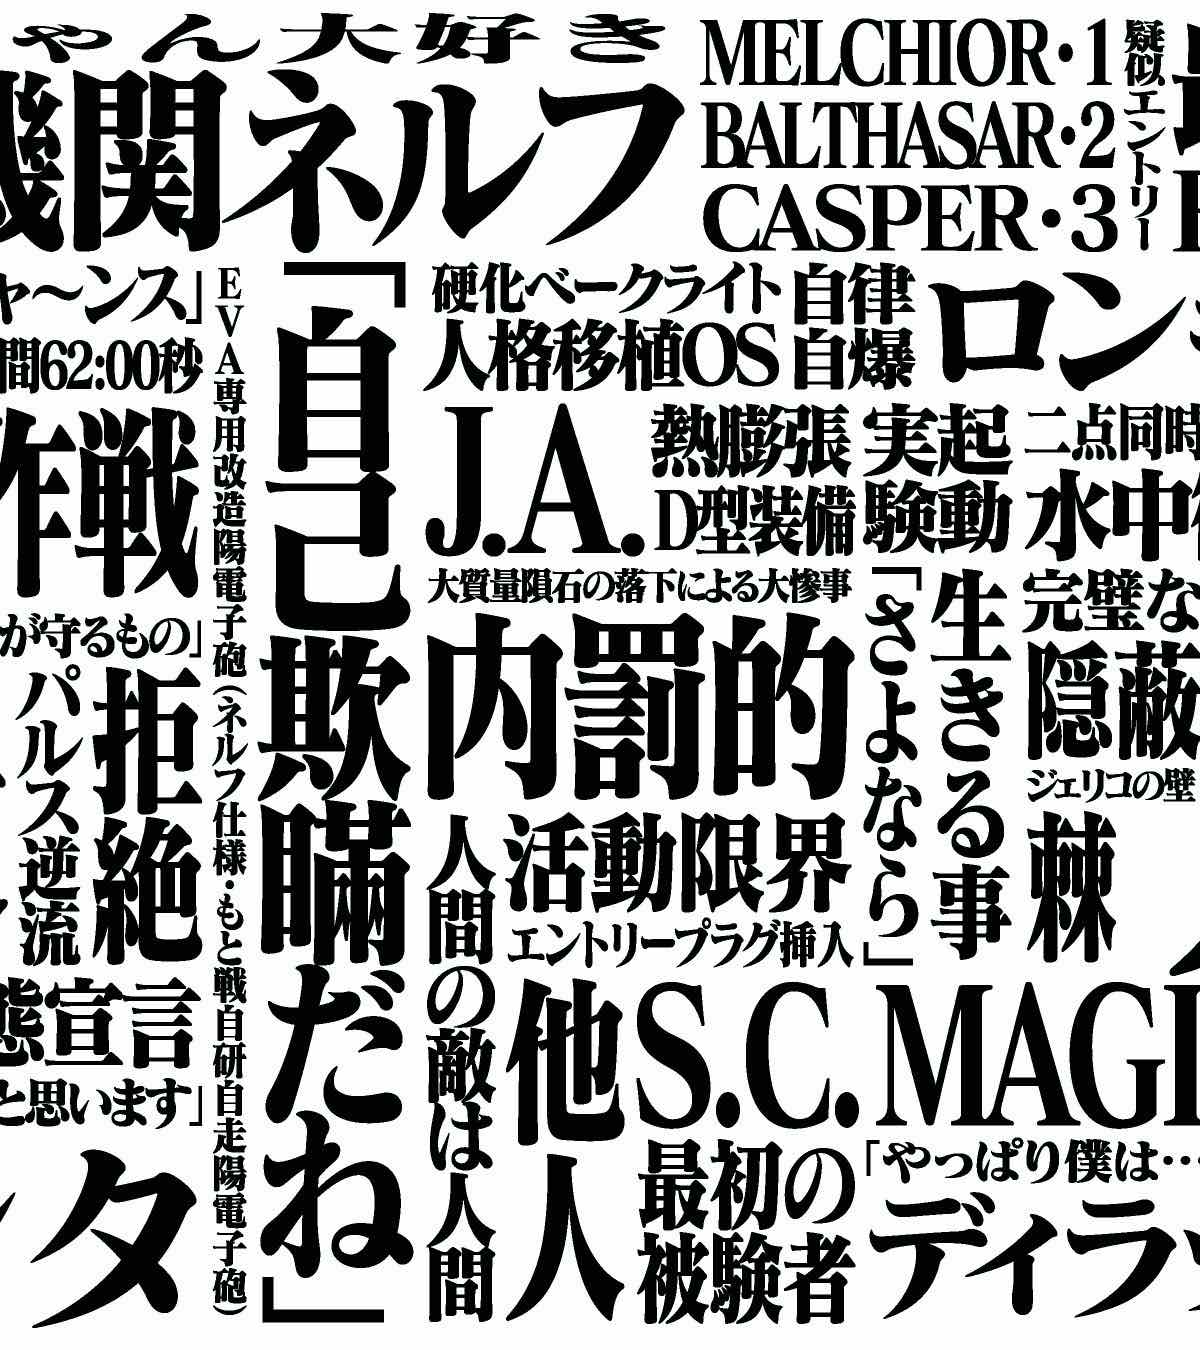 ゃん大好き
機関ネルフ
MELCHIOR・1
BALTHASAR・2
CASPER・3
疑似エントリー
ャ〜ンス」
間62:00秒
作戦
が守るもの」
パルス逆流
拒絶
態宣言
と思います」
タ
EVA専用改造陽電子砲(ネルフ仕様・もと戦自研自走陽電子砲)
「自己欺瞞だね」
硬化ベークライト
人格移植OS
自律
自爆
ロン
J.A.
熱膨張
D型装備
実験
起動
二点同時
水中
大質量隕石の落下による大惨事
内罰的
「さよなら」
生きる事
完璧な
隠蔽
ジェリコの壁
棘
人間の敵は人間
活動限界
エントリープラグ挿入
他人
S.C.MAGI
最初の
被験者
「やっぱり僕は…
ディラ